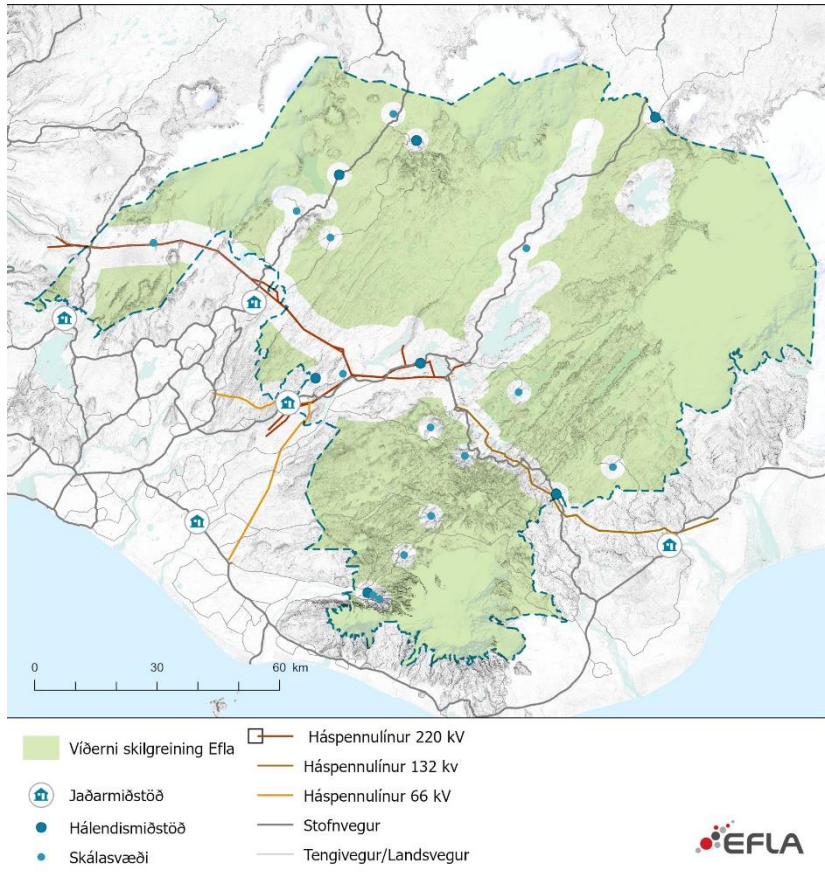 0 30 60 km
Víðerni skilgreining Efla
Jaðarmiðstöð
Hálendismiðstöð
Skálasvæði
Háspennulínur 220 kV
Háspennulínur 132 kv
Háspennulínur 66 kV
Stofnvegur
Tengivegur/Landsvegur
EFLA